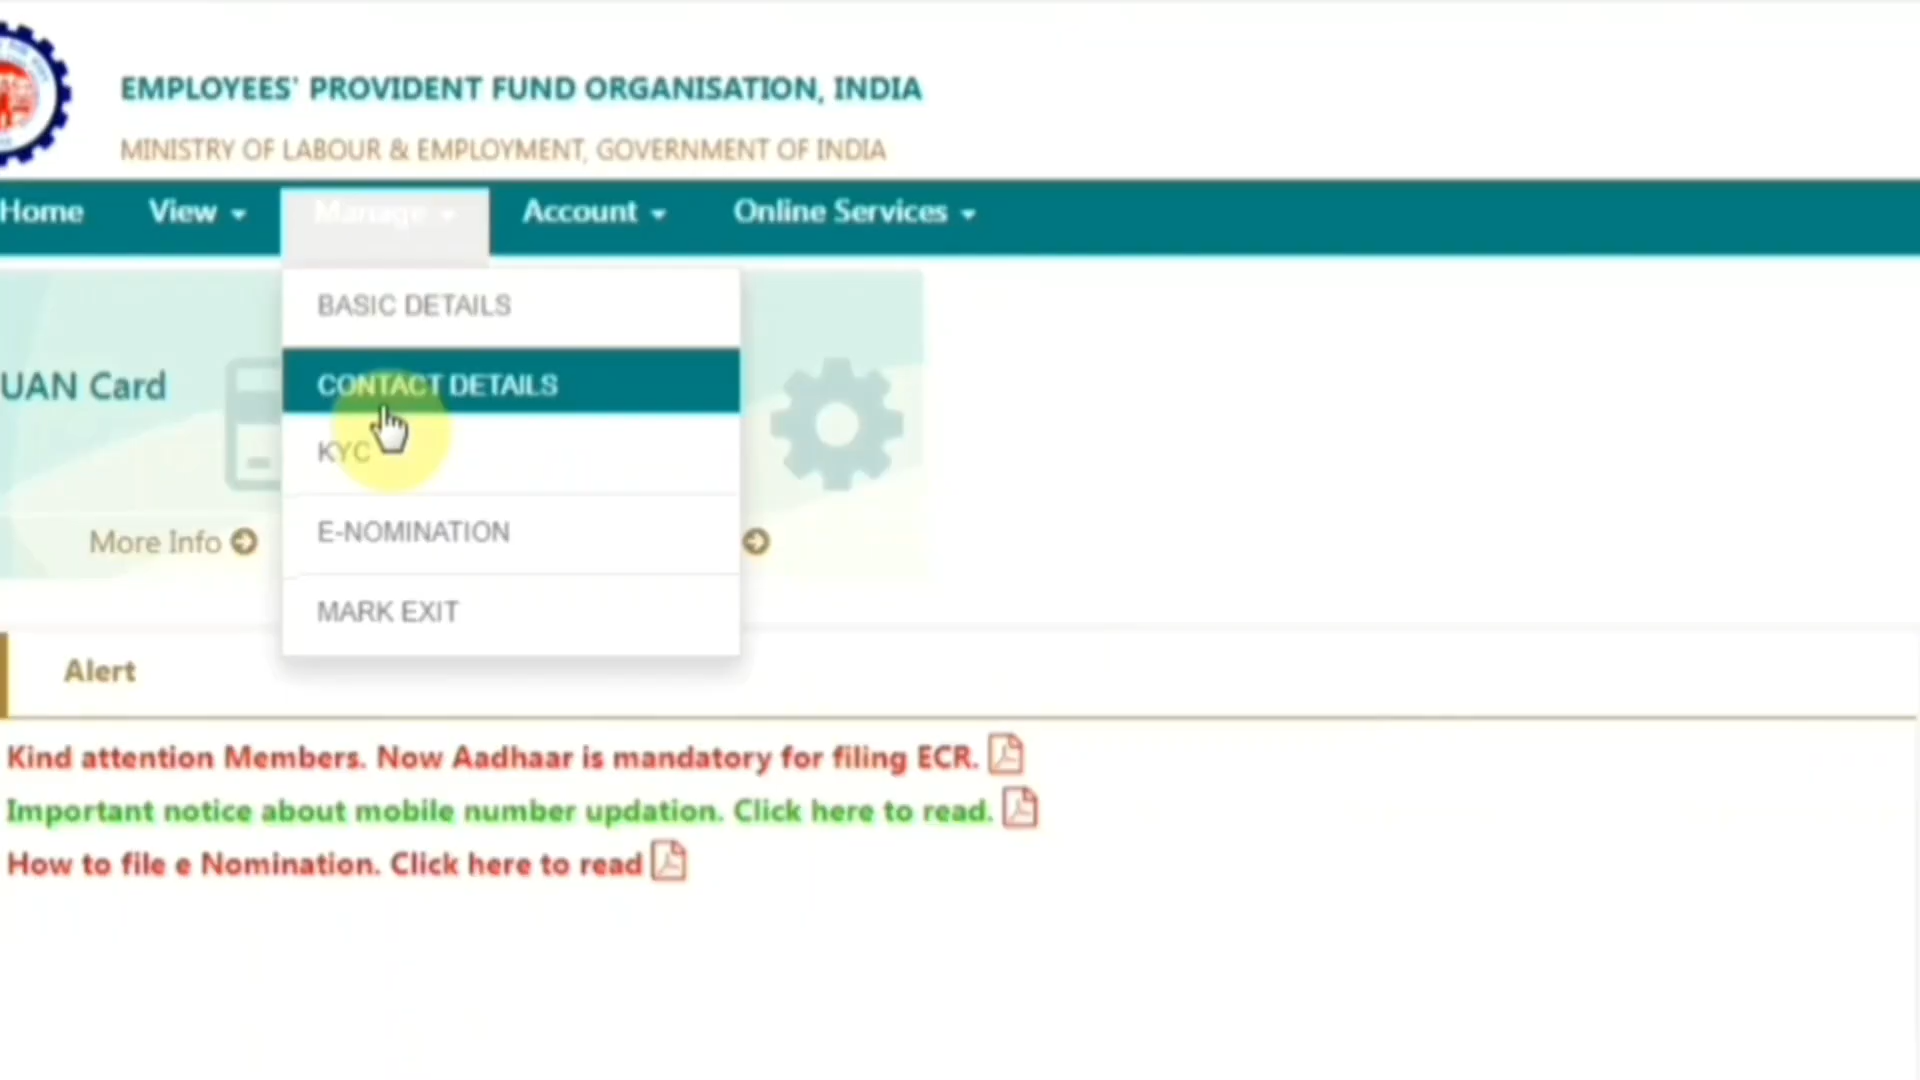 EMPLOYEES' PROVIDENT FUND ORGANISATION, INDIA
MINISTRY OF LABOUR & EMPLOYMENT, GOVERNMENT OF INDIA
Home View Manage Account Online Services
BASIC DETAILS
CONTACT DETAILS
UAN Card
KYC
E-NOMINATION
More Info
MARK EXIT
Alert
Kind attention Members. Now Aadhaar is mandatory for filing ECR.
Important notice about mobile number updation. Click here to read.
How to file e Nomination. Click here to read